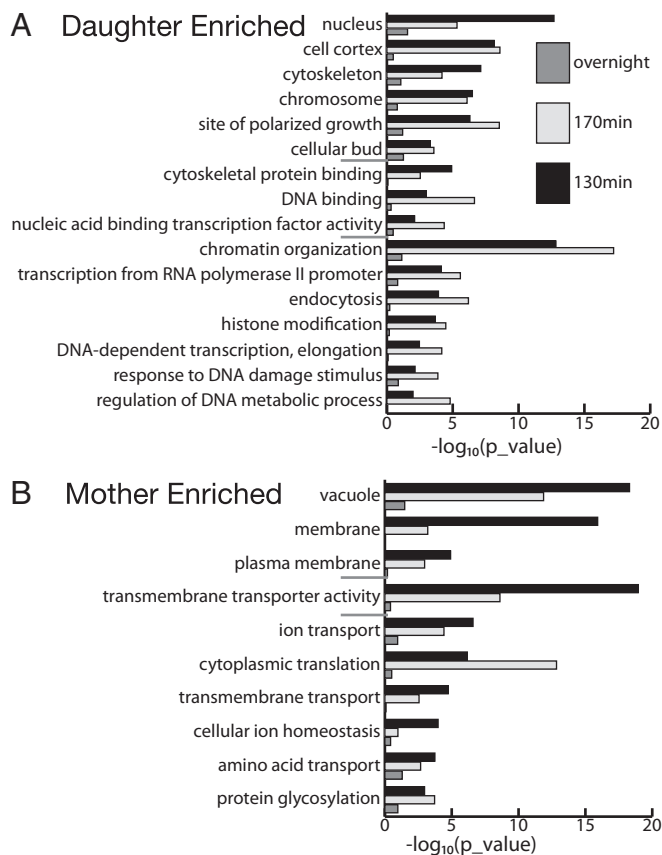 A Daughter Enriched
nucleus
cell cortex
cytoskeleton
chromosome
site of polarized growth
cellular bud
cytoskeletal protein binding
DNA binding
nucleic acid binding transcription factor activity
chromatin organization
transcription from RNA polymerase II promoter
endocytosis
histone modification
DNA-dependent transcription, elongation
response to DNA damage stimulus
regulation of DNA metabolic process
overnight
170min
130min
0 5 10 15 20
-log₁₀(p_value)
B Mother Enriched
vacuole
membrane
plasma membrane
transmembrane transporter activity
ion transport
cytoplasmic translation
transmembrane transport
cellular ion homeostasis
amino acid transport
protein glycosylation
0 5 10 15 20
-log₁₀(p_value)